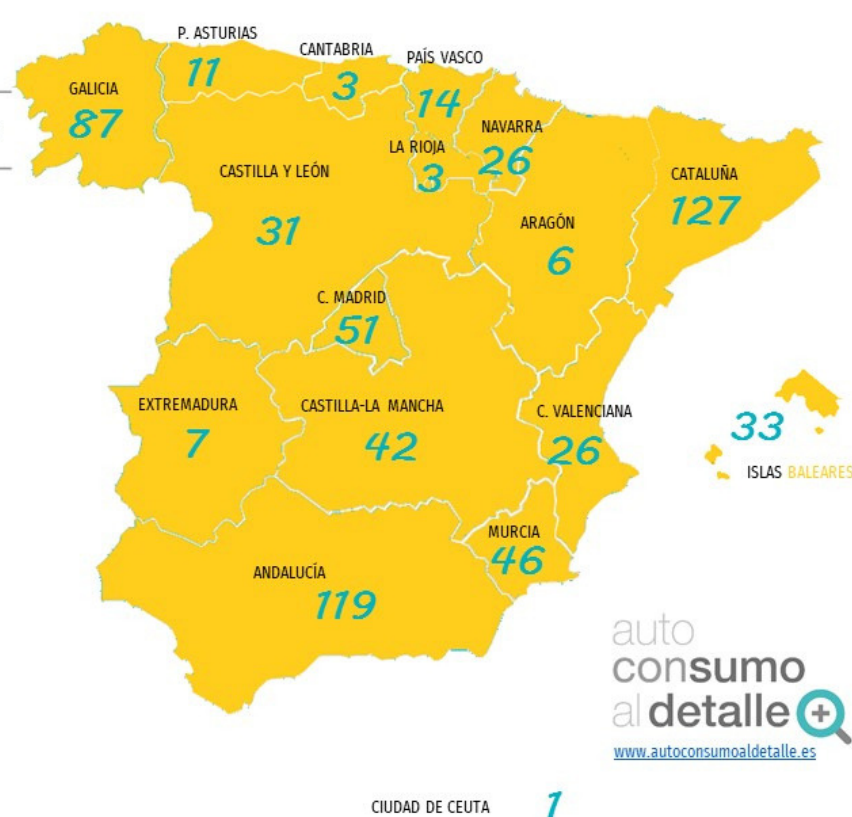 P. ASTURIAS
11
CANTABRIA
3
PAÍS VASCO
14
GALICIA
87
NAVARRA
26
LA RIOJA
3
CASTILLA Y LEÓN
31
CATALUÑA
127
ARAGÓN
6
C. MADRID
51
EXTREMADURA
7
CASTILLA-LA MANCHA
42
C. VALENCIANA
26
33
ISLAS BALEARES
MURCIA
46
ANDALUCÍA
119
auto
consumo
al detalle
www.autoconsumoaldetalle.es
CIUDAD DE CEUTA 1